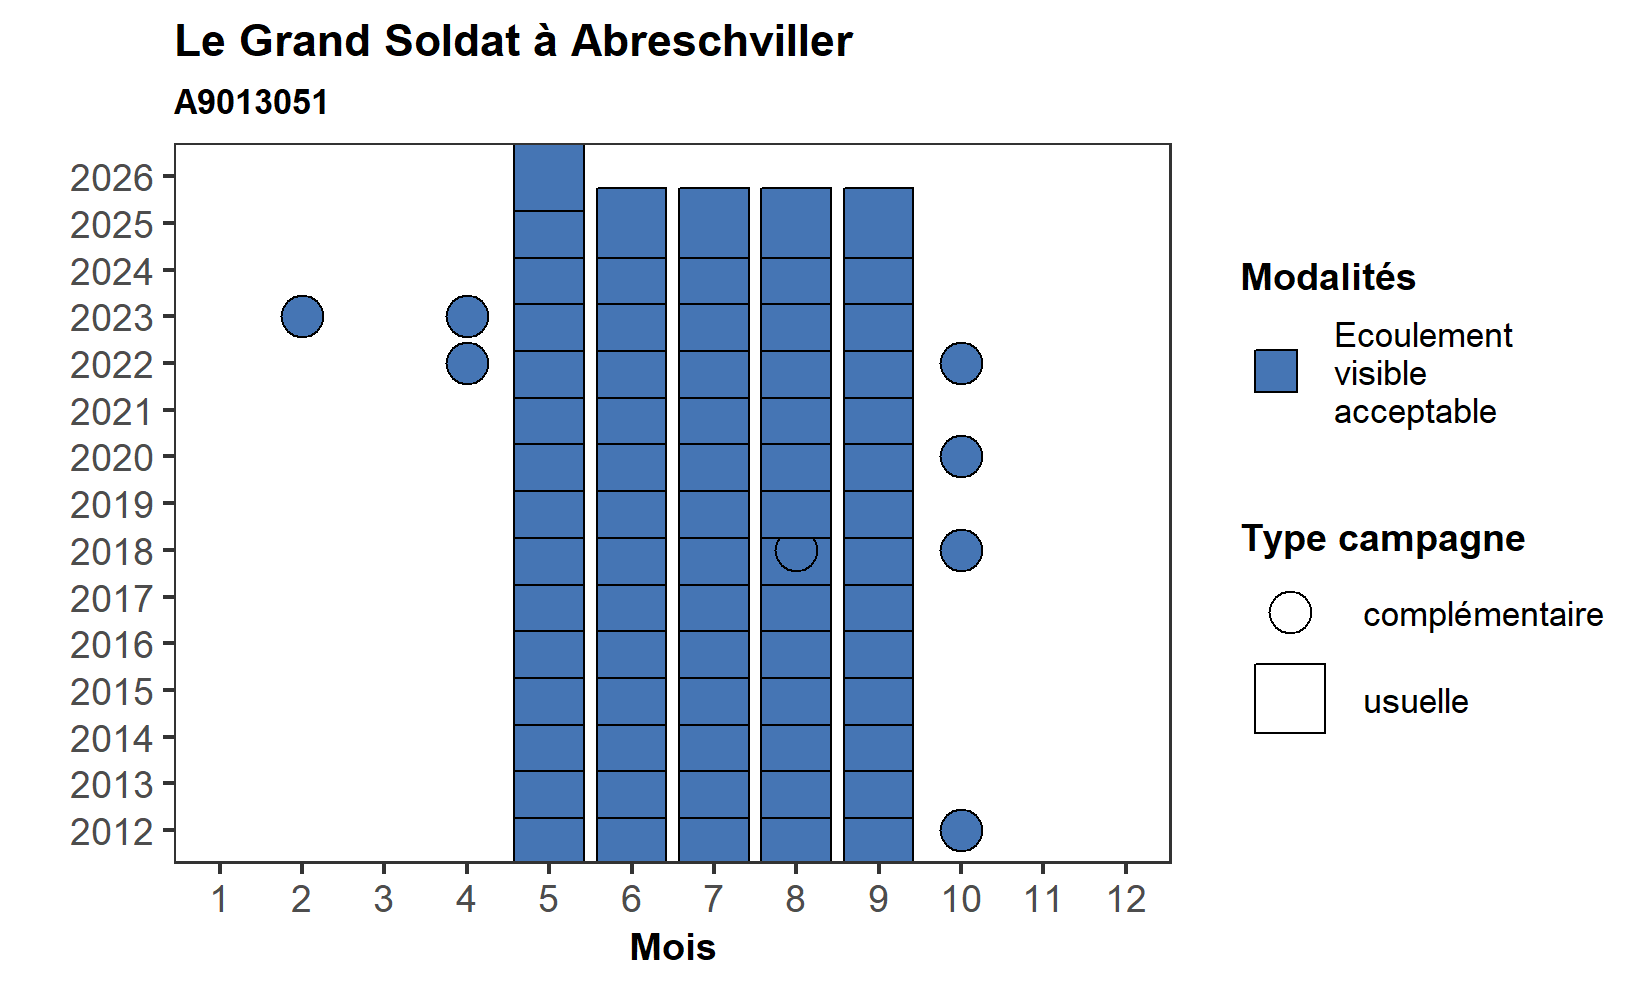 Le Grand Soldat à Abreschviller
A9013051
2026
2025
2024
2023
2022
2021
2020
2019
2018
2017
2016
2015
2014
2013
2012
1 2 3 4 5 6 7 8 9 10 11 12
Mois
Modalités
Ecoulement
visible
acceptable
Type campagne
complémentaire
usuelle